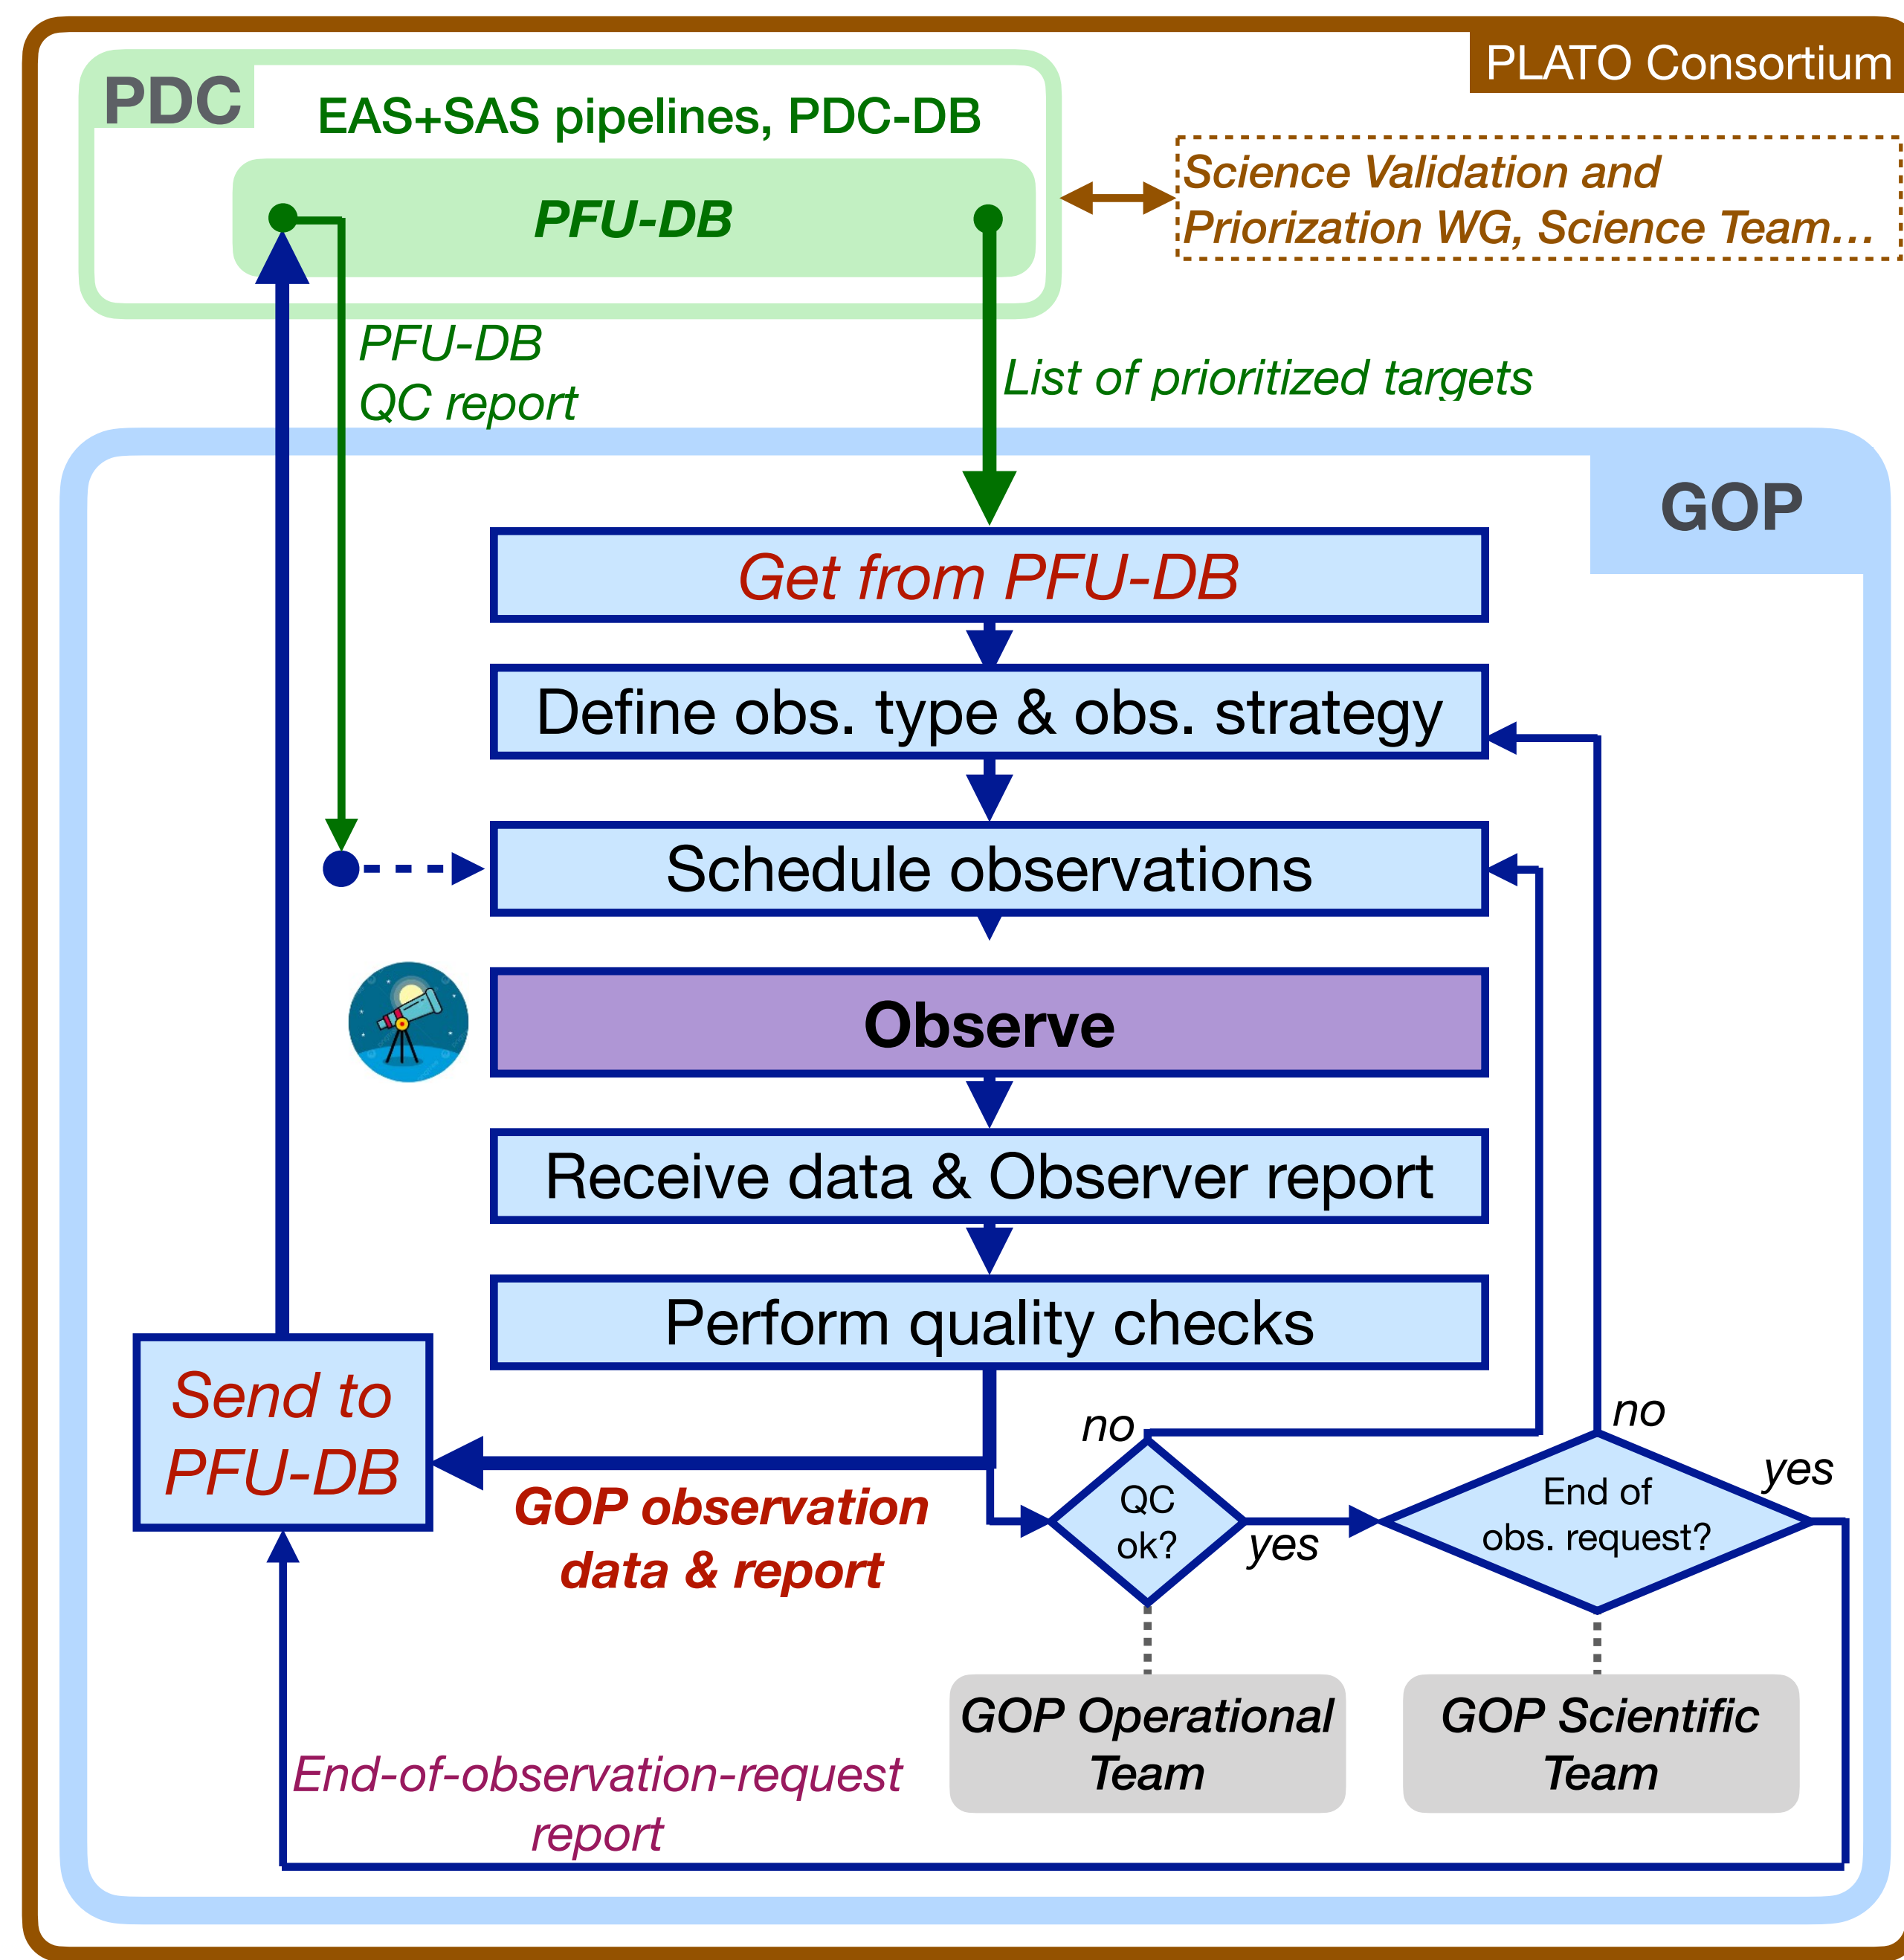 PLATO Consortium
PDC
EAS+SAS pipelines, PDC-DB
PFU-DB
Science Validation and
Priorization WG, Science Team...
PFU-DB
QC report
List of prioritized targets
GOP
Get from PFU-DB
Define obs. type & obs. strategy
Schedule observations
Observe
Receive data & Observer report
Perform quality checks
Send to
PFU-DB
GOP observation
data & report
no
QC
ok?
yes
no
End of
obs. request?
yes
GOP Operational
Team
GOP Scientific
Team
End-of-observation-request
report